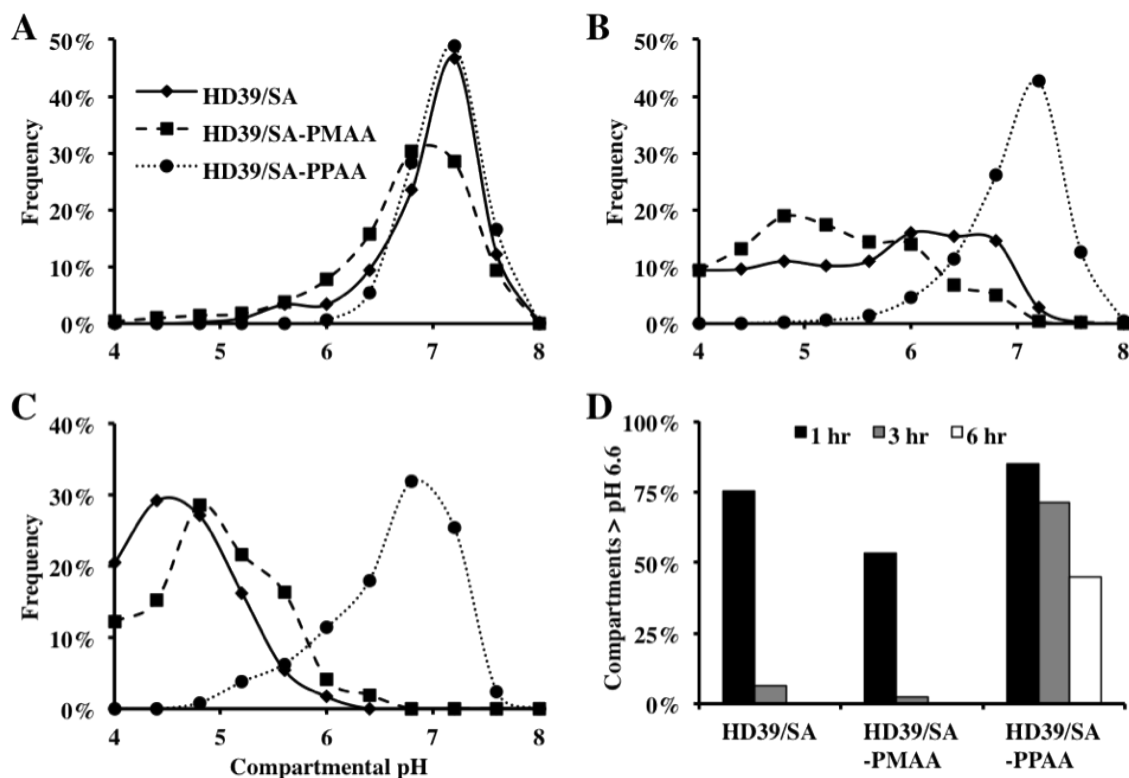 A
50%
40%
30%
20%
10%
0%
Frequency
HD39/SA
HD39/SA-PMAA
HD39/SA-PPAA
4 5 6 7 8
B
50%
40%
30%
20%
10%
0%
Frequency
4 5 6 7 8
C
40%
30%
20%
10%
0%
Frequency
4 5 6 7 8
Compartmental pH
D
100%
75%
50%
25%
0%
Compartments > pH 6.6
1 hr 3 hr 6 hr
HD39/SA HD39/SA HD39/SA
-PMAA -PPAA